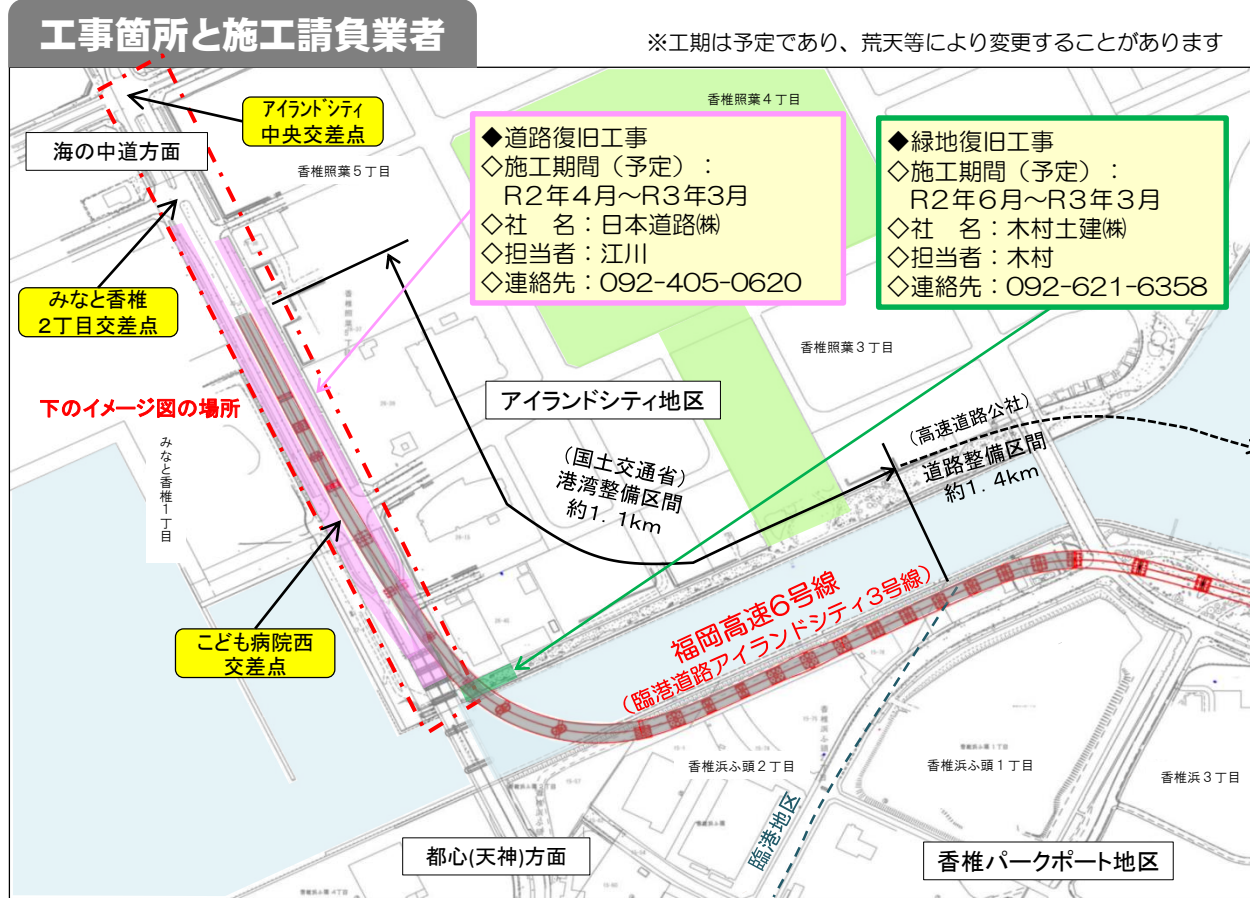 工事箇所と施工請負業者
※工期は予定であり、荒天等により変更することがあります
アイランドシティ
中央交差点
海の中道方面
香椎照葉5丁目
香椎照葉4丁目
◆道路復旧工事
◇施工期間（予定）：
R2年4月～R3年3月
◇社　名：日本道路㈱
◇担当者：江川
◇連絡先：092-405-0620
◆緑地復旧工事
◇施工期間（予定）：
R2年6月～R3年3月
◇社　名：木村土建㈱
◇担当者：木村
◇連絡先：092-621-6358
みなと香椎
2丁目交差点
香椎照葉3丁目
下のイメージ図の場所
アイランドシティ地区
みなと香椎1丁目
（国土交通省）
港湾整備区間
約1.1km
（高速道路公社）
道路整備区間
約1.4km
こども病院西
交差点
福岡高速6号線
（臨港道路アイランドシティ3号線）
香椎浜ふ頭2丁目
香椎浜ふ頭1丁目
香椎浜3丁目
臨港地区
都心(天神)方面
香椎パークポート地区